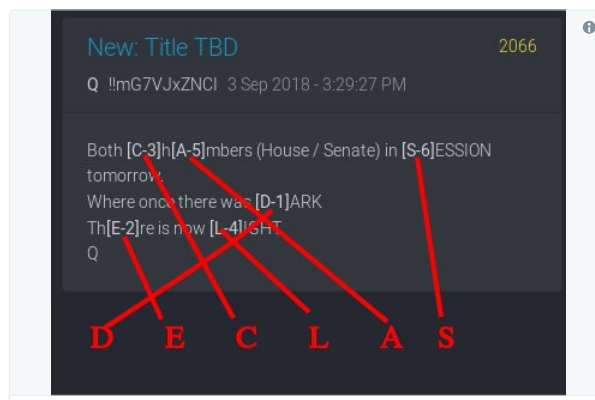 New: Title TBD 2066
Q !!mG7VJxZNCI 3 Sep 2018 - 3:29:27 PM
Both [C-3]h[A-5]mbers (House / Senate) in [S-6]ESSION
tomorrow.
Where once there was [D-1]ARK
Th[E-2]re is now [L-4]IGHT
Q
D E C L A S